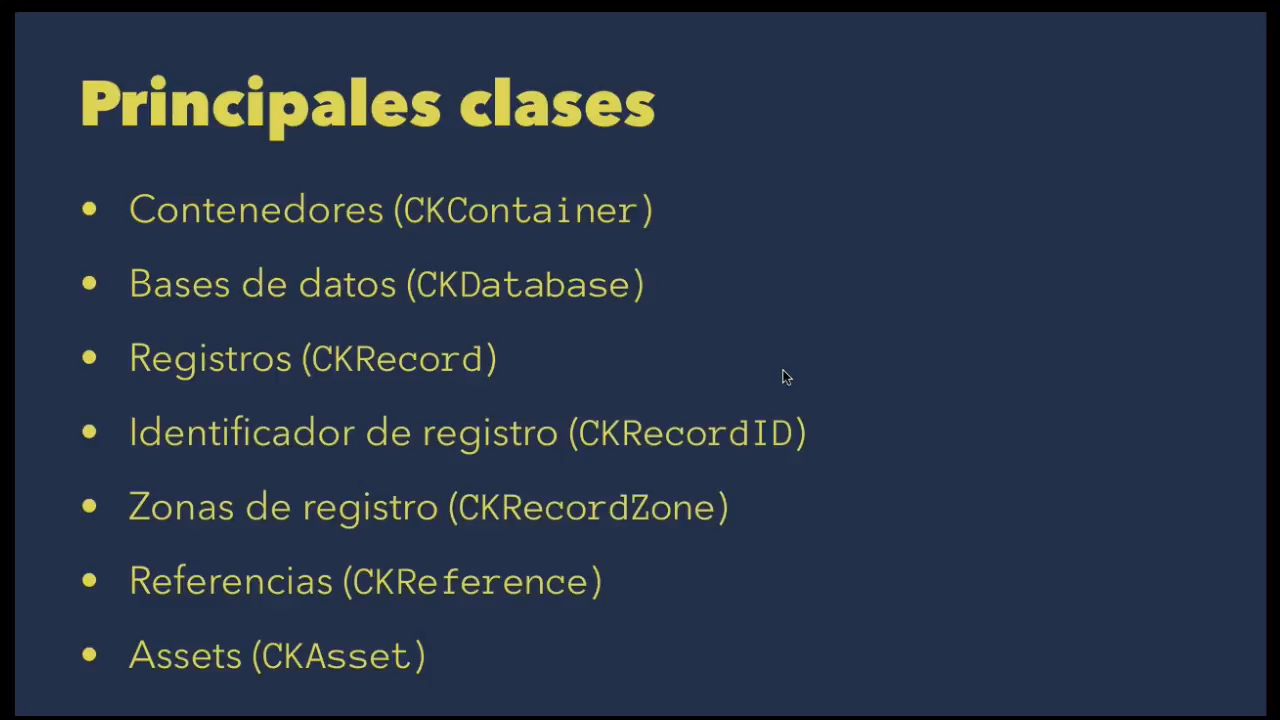 Principales clases
• Contenedores (CKContainer)
• Bases de datos (CKDatabase)
• Registros (CKRecord)
• Identificador de registro (CKRecordID)
• Zonas de registro (CKRecordZone)
• Referencias (CKReference)
• Assets (CKAsset)